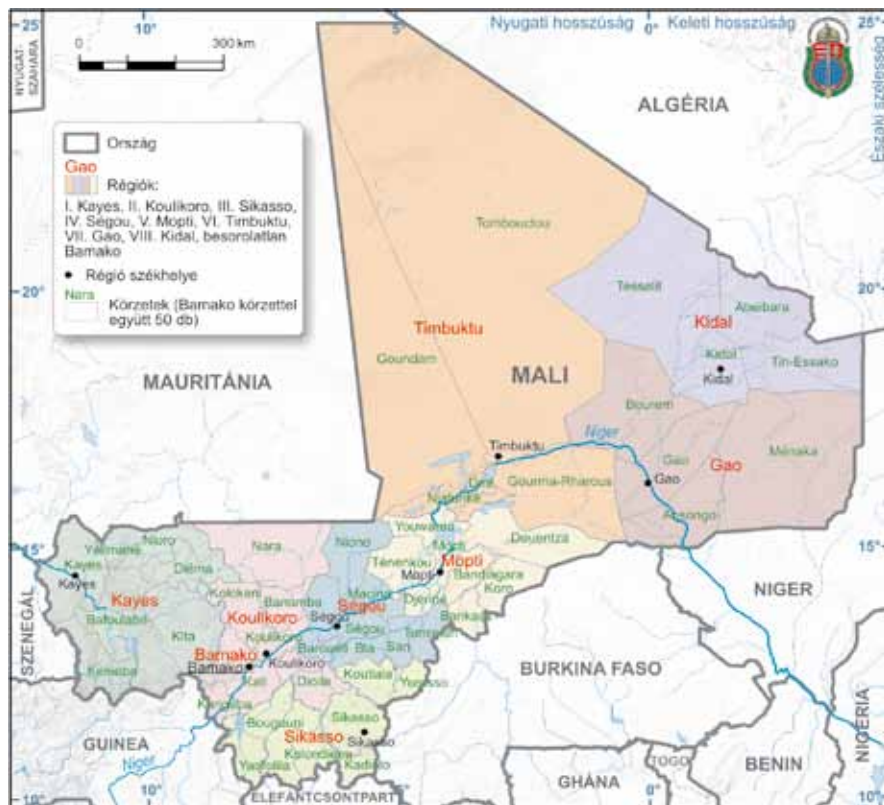 25°
10°
5°
Nyugati hosszúság
0°
Keleti hosszúság
25°
Északi szélesség
0
300 km
NYUGAT-
SZAHARA
ALGÉRIA
Ország
Gao
Régiók:
I. Kayes, II. Koulikoro, III. Sikasso,
IV. Ségou, V. Mopti, VI. Timbuktu,
VII. Gao, VIII. Kidal, besorolatlan
Bamako
Régió székhelye
Nara
Körzetek (Bamako körzettel
együtt 50 db)
Tomboudou
20°
20°
Tessalit
Abeibara
Timbuktu
Kidal
Goundam
Kidal
Tin-Essako
Kidal
MAURITÁNIA
MALI
Bourem
Niger
Timbuktu
Gao
Ménaka
Gao
Gourma-Rharous
Gao
Ansongo
Youwarou
15°
15°
Nioro
Nara
Niono
Douentza
Yélimané
Mopti
Kayes
Diéma
Ténenkou
Mopti
Kayes
Mopti
Bandiagara
NIGER
Kolokani
Macina
Koro
Kayes
Banamba
Ségou
Djenné
Bafoulabé
Koulikoro
Ségou
Bankass
SZENEGÁL
Kita
Koulikoro
Ségou
Tominian
Bamako
Baroueli
Bla
San
Bamako
Koulikoro
BURKINA FASO
Kéniéba
Kati
Dioila
Koutiala
Yorosso
Kangaba
Bougouni
Sikasso
GUINEA
Sikasso
Sikasso
NIGÉRIA
Niger
Kolondiéba
Yanfolila
Kadiolo
TOGO
BENIN
GHÁNA
10°
10°
5°
0°
10°
ELEFÁNTCSONTPART